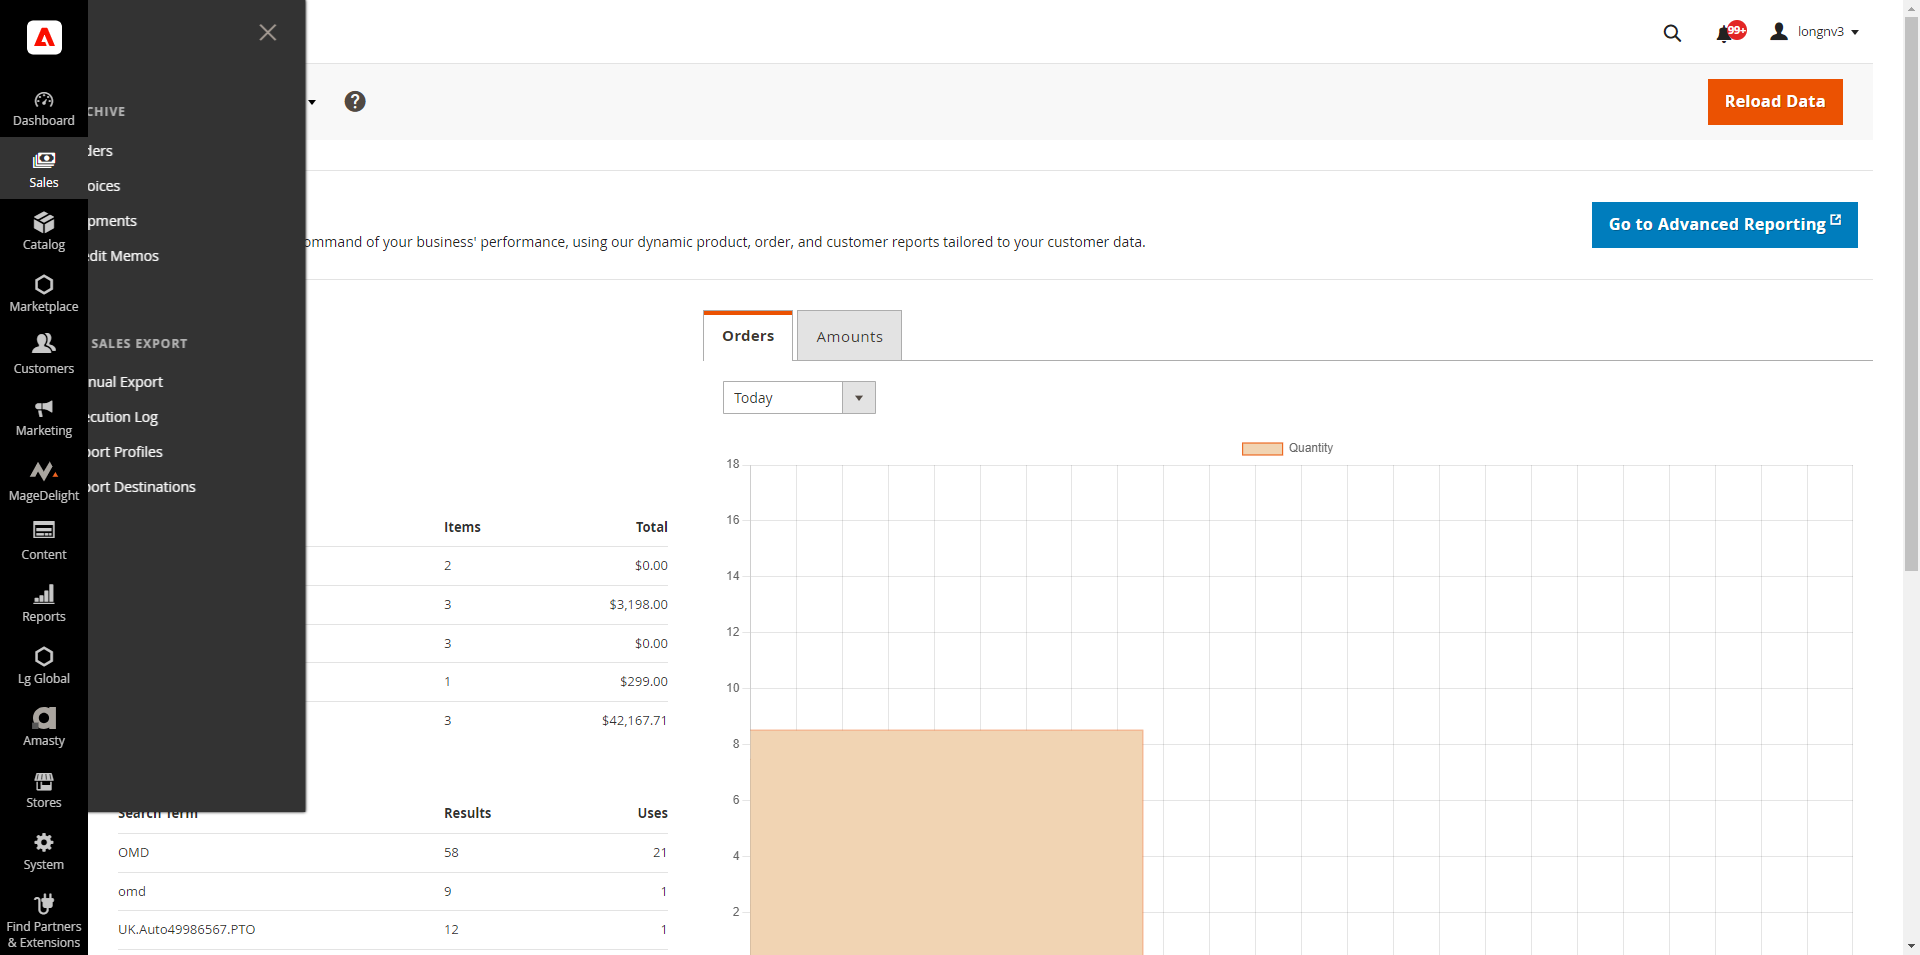 Dashboard
Sales
Catalog
Marketplace
Customers
Marketing
MageDelight
Content
Reports
Lg Global
Amasty
Stores
System
Find Partners
& Extensions
CHIVE
ders
oices
pments
edit Memos
SALES EXPORT
nual Export
ecution Log
port Profiles
port Destinations
99+
longnv3
?
Reload Data
ommand of your business' performance, using our dynamic product, order, and customer reports tailored to your customer data.
Go to Advanced Reporting
Items Total
2 $0.00
3 $3,198.00
3 $0.00
1 $299.00
3 $42,167.71
Search Term Results Uses
OMD 58 21
omd 9 1
UK.Auto49986567.PTO 12 1
Orders Amounts
Today
Quantity
18
16
14
12
10
8
6
4
2